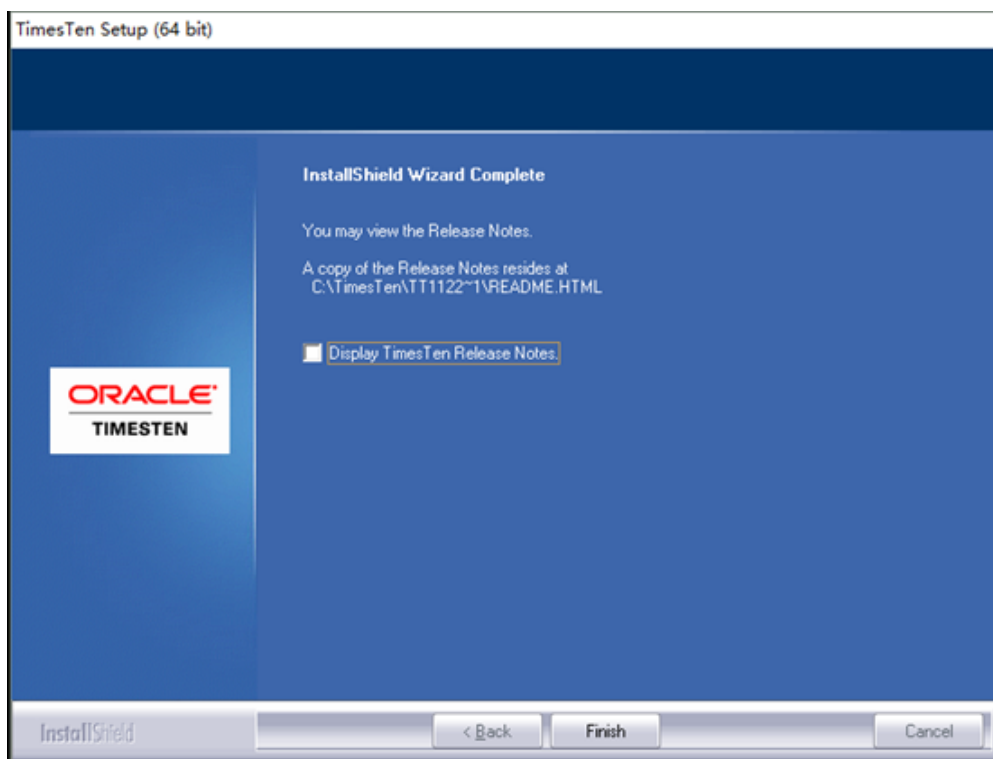 TimesTen Setup (64 bit)
InstallShield Wizard Complete
You may view the Release Notes.
A copy of the Release Notes resides at
C:\TimesTen\TT1122~1\README.HTML
Display TimesTen Release Notes.
ORACLE
TIMESTEN
InstallShield
< Back
Finish
Cancel